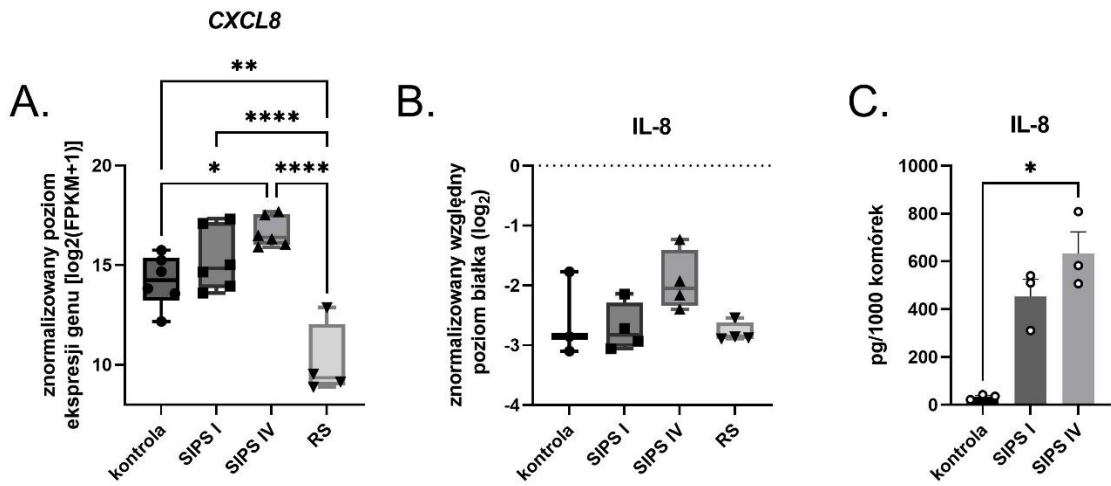 CXCL8
A.
**
****
*
****
znormalizowany poziom
ekspresji genu [log2(FPKM+1)]
20
15
10
kontrola
SIPS I
SIPS IV
RS
B.
IL-8
znormalizowany względny
poziom białka (log2)
0
-1
-2
-3
-4
kontrola
SIPS I
SIPS IV
RS
C.
IL-8
*
pg/1000 komórek
1000
800
600
400
200
0
kontrola
SIPS I
SIPS IV